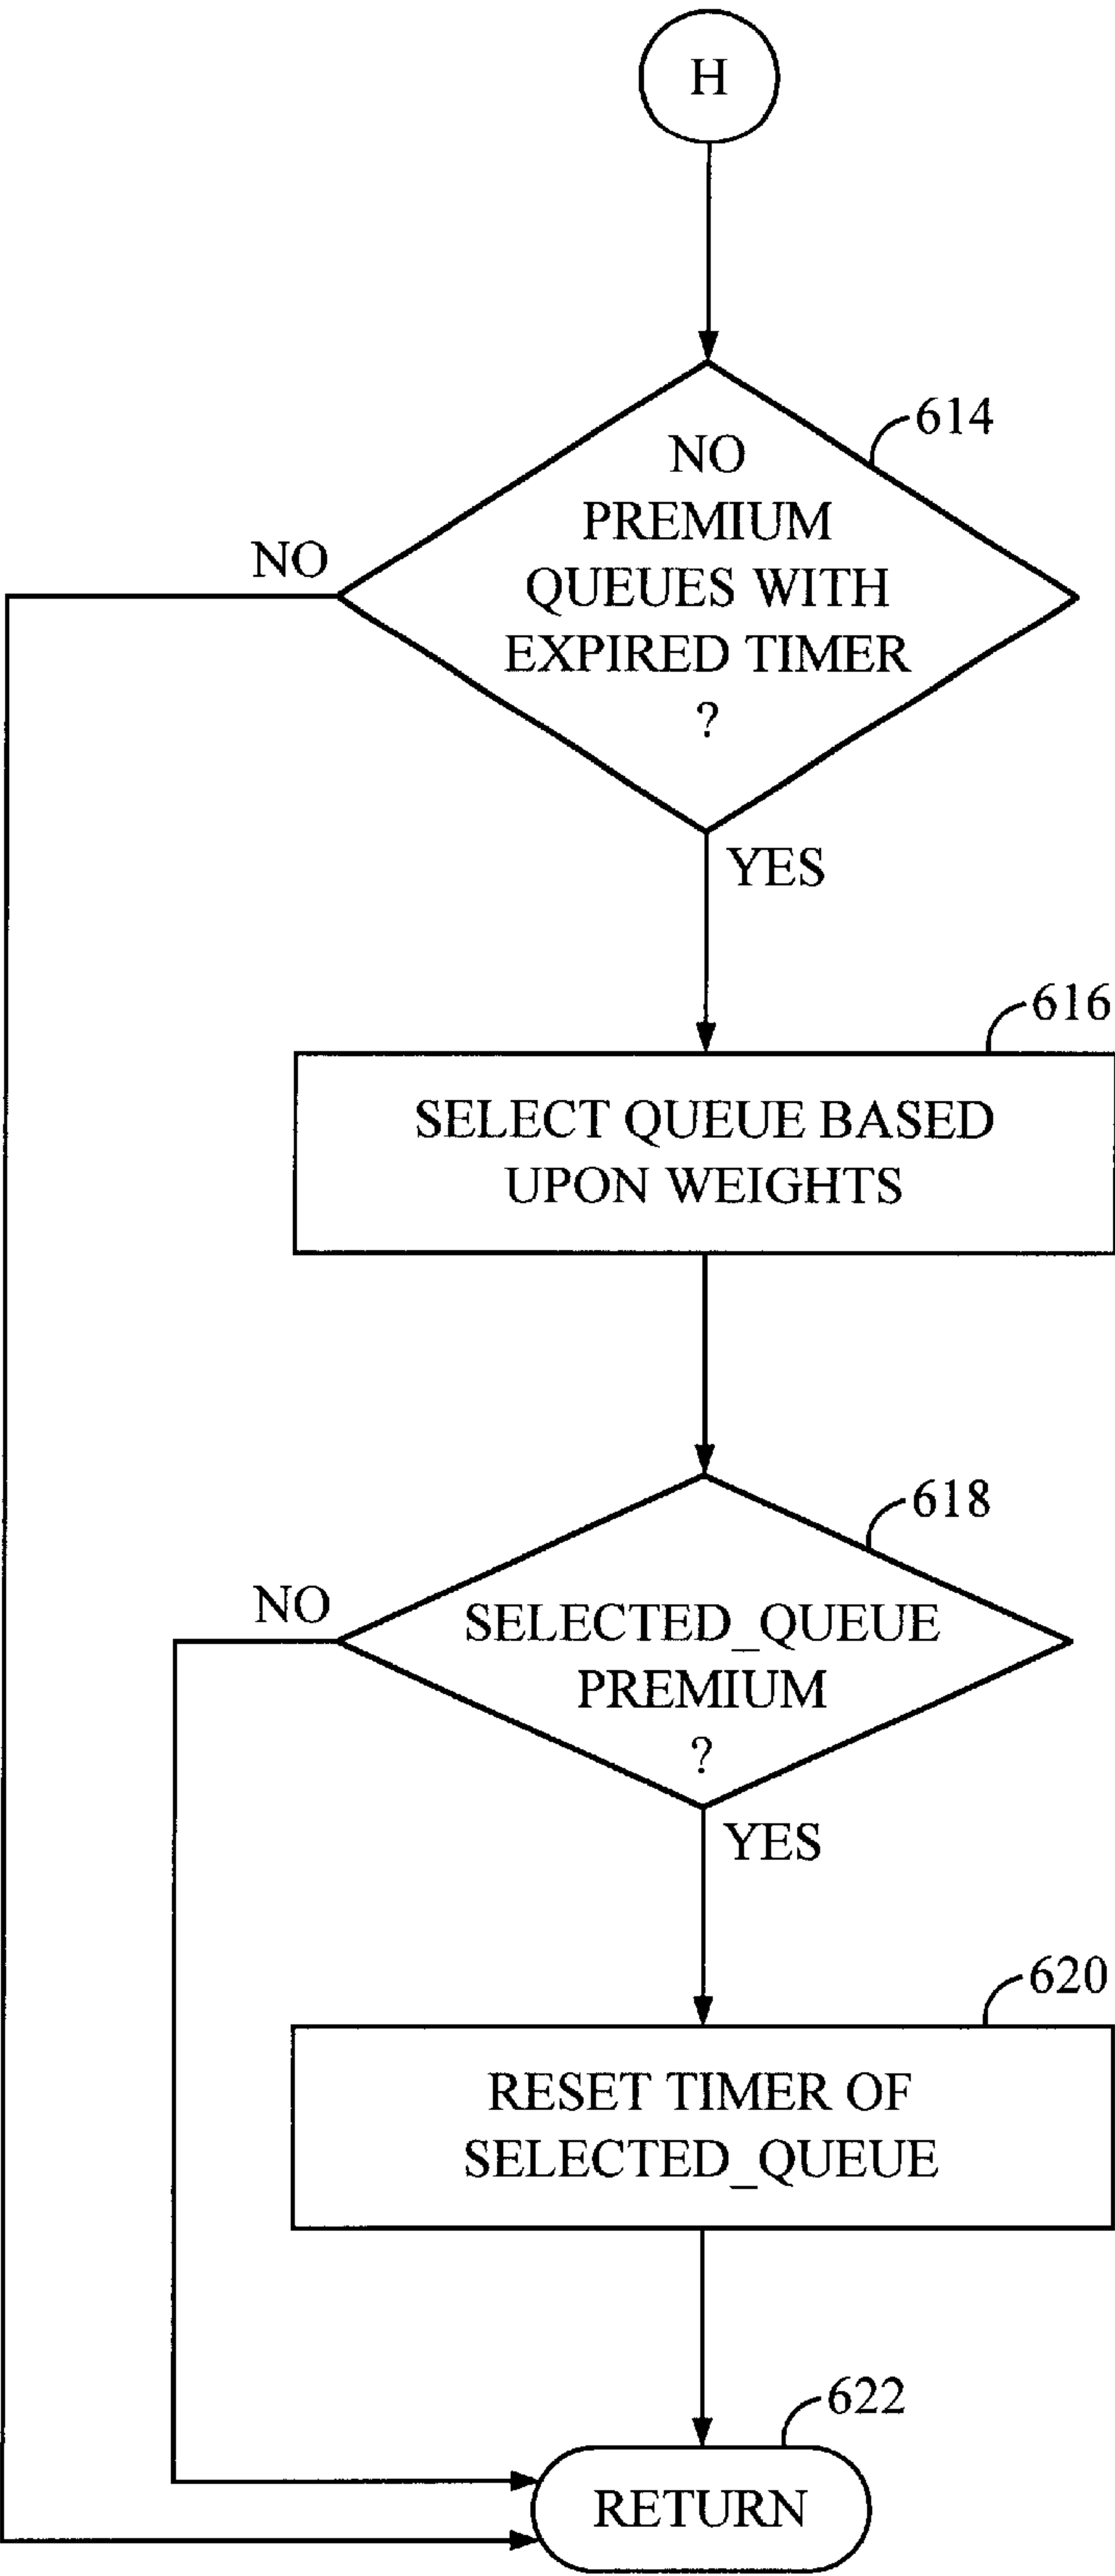 H
614
NO
PREMIUM
QUEUES WITH
EXPIRED TIMER
?
NO
YES
616
SELECT QUEUE BASED
UPON WEIGHTS
618
NO
SELECTED_QUEUE
PREMIUM
?
YES
620
RESET TIMER OF
SELECTED_QUEUE
622
RETURN